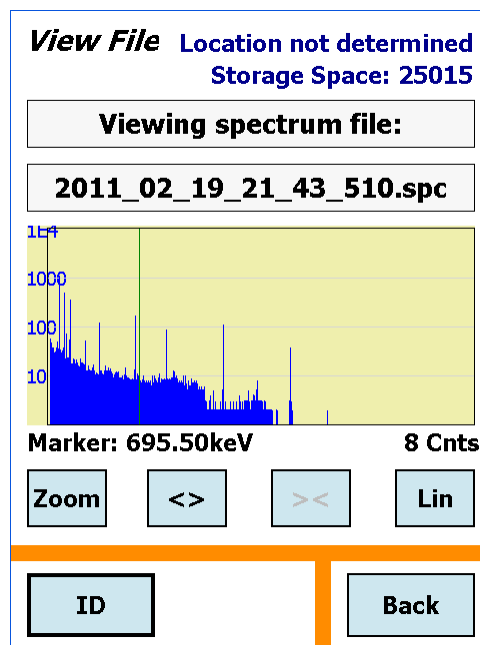 View File
Location not determined
Storage Space: 25015
Viewing spectrum file:
2011_02_19_21_43_510.spc
1E4
1000
100
10
Marker: 695.50keV 8 Cnts
Zoom <> >< Lin
ID Back